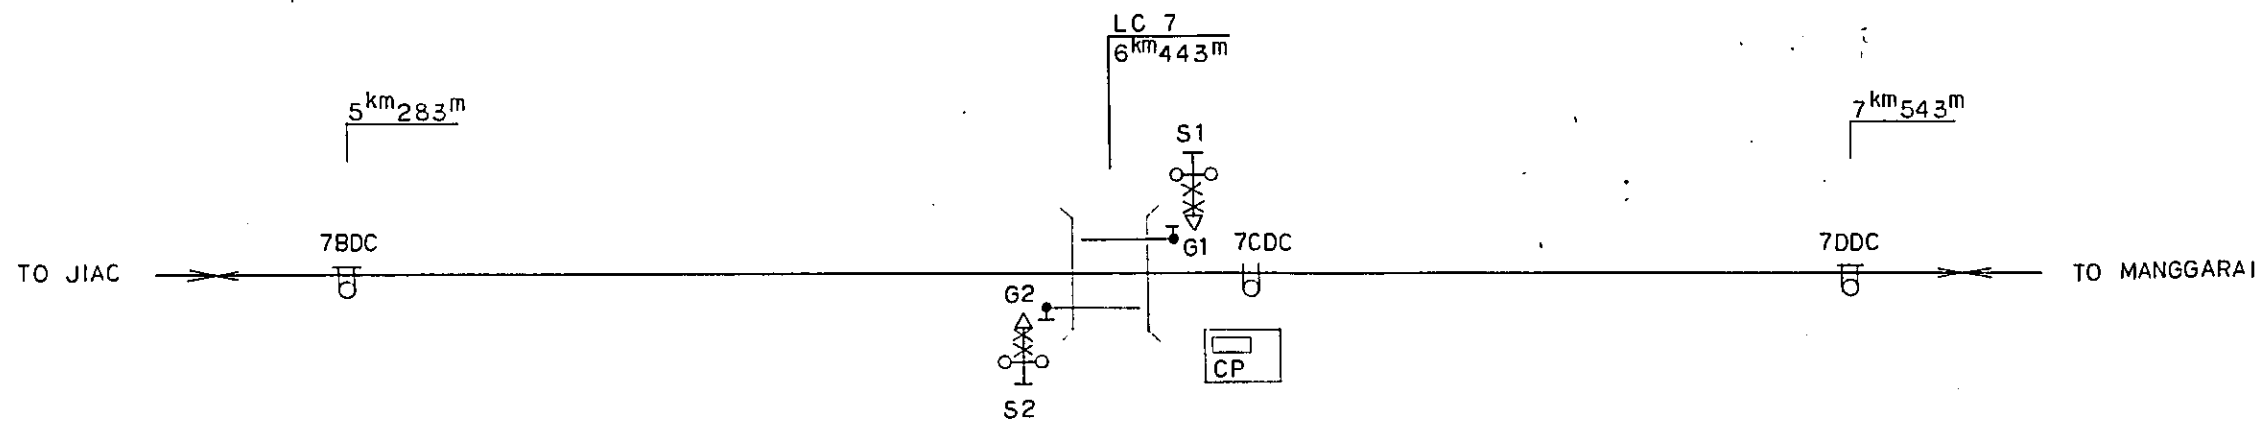 LC 7
6km443m
5km283m
7km543m
S1
7BDC
G1
7CDC
7DDC
TO JIAC
TO MANGGARAI
G2
CP
S2